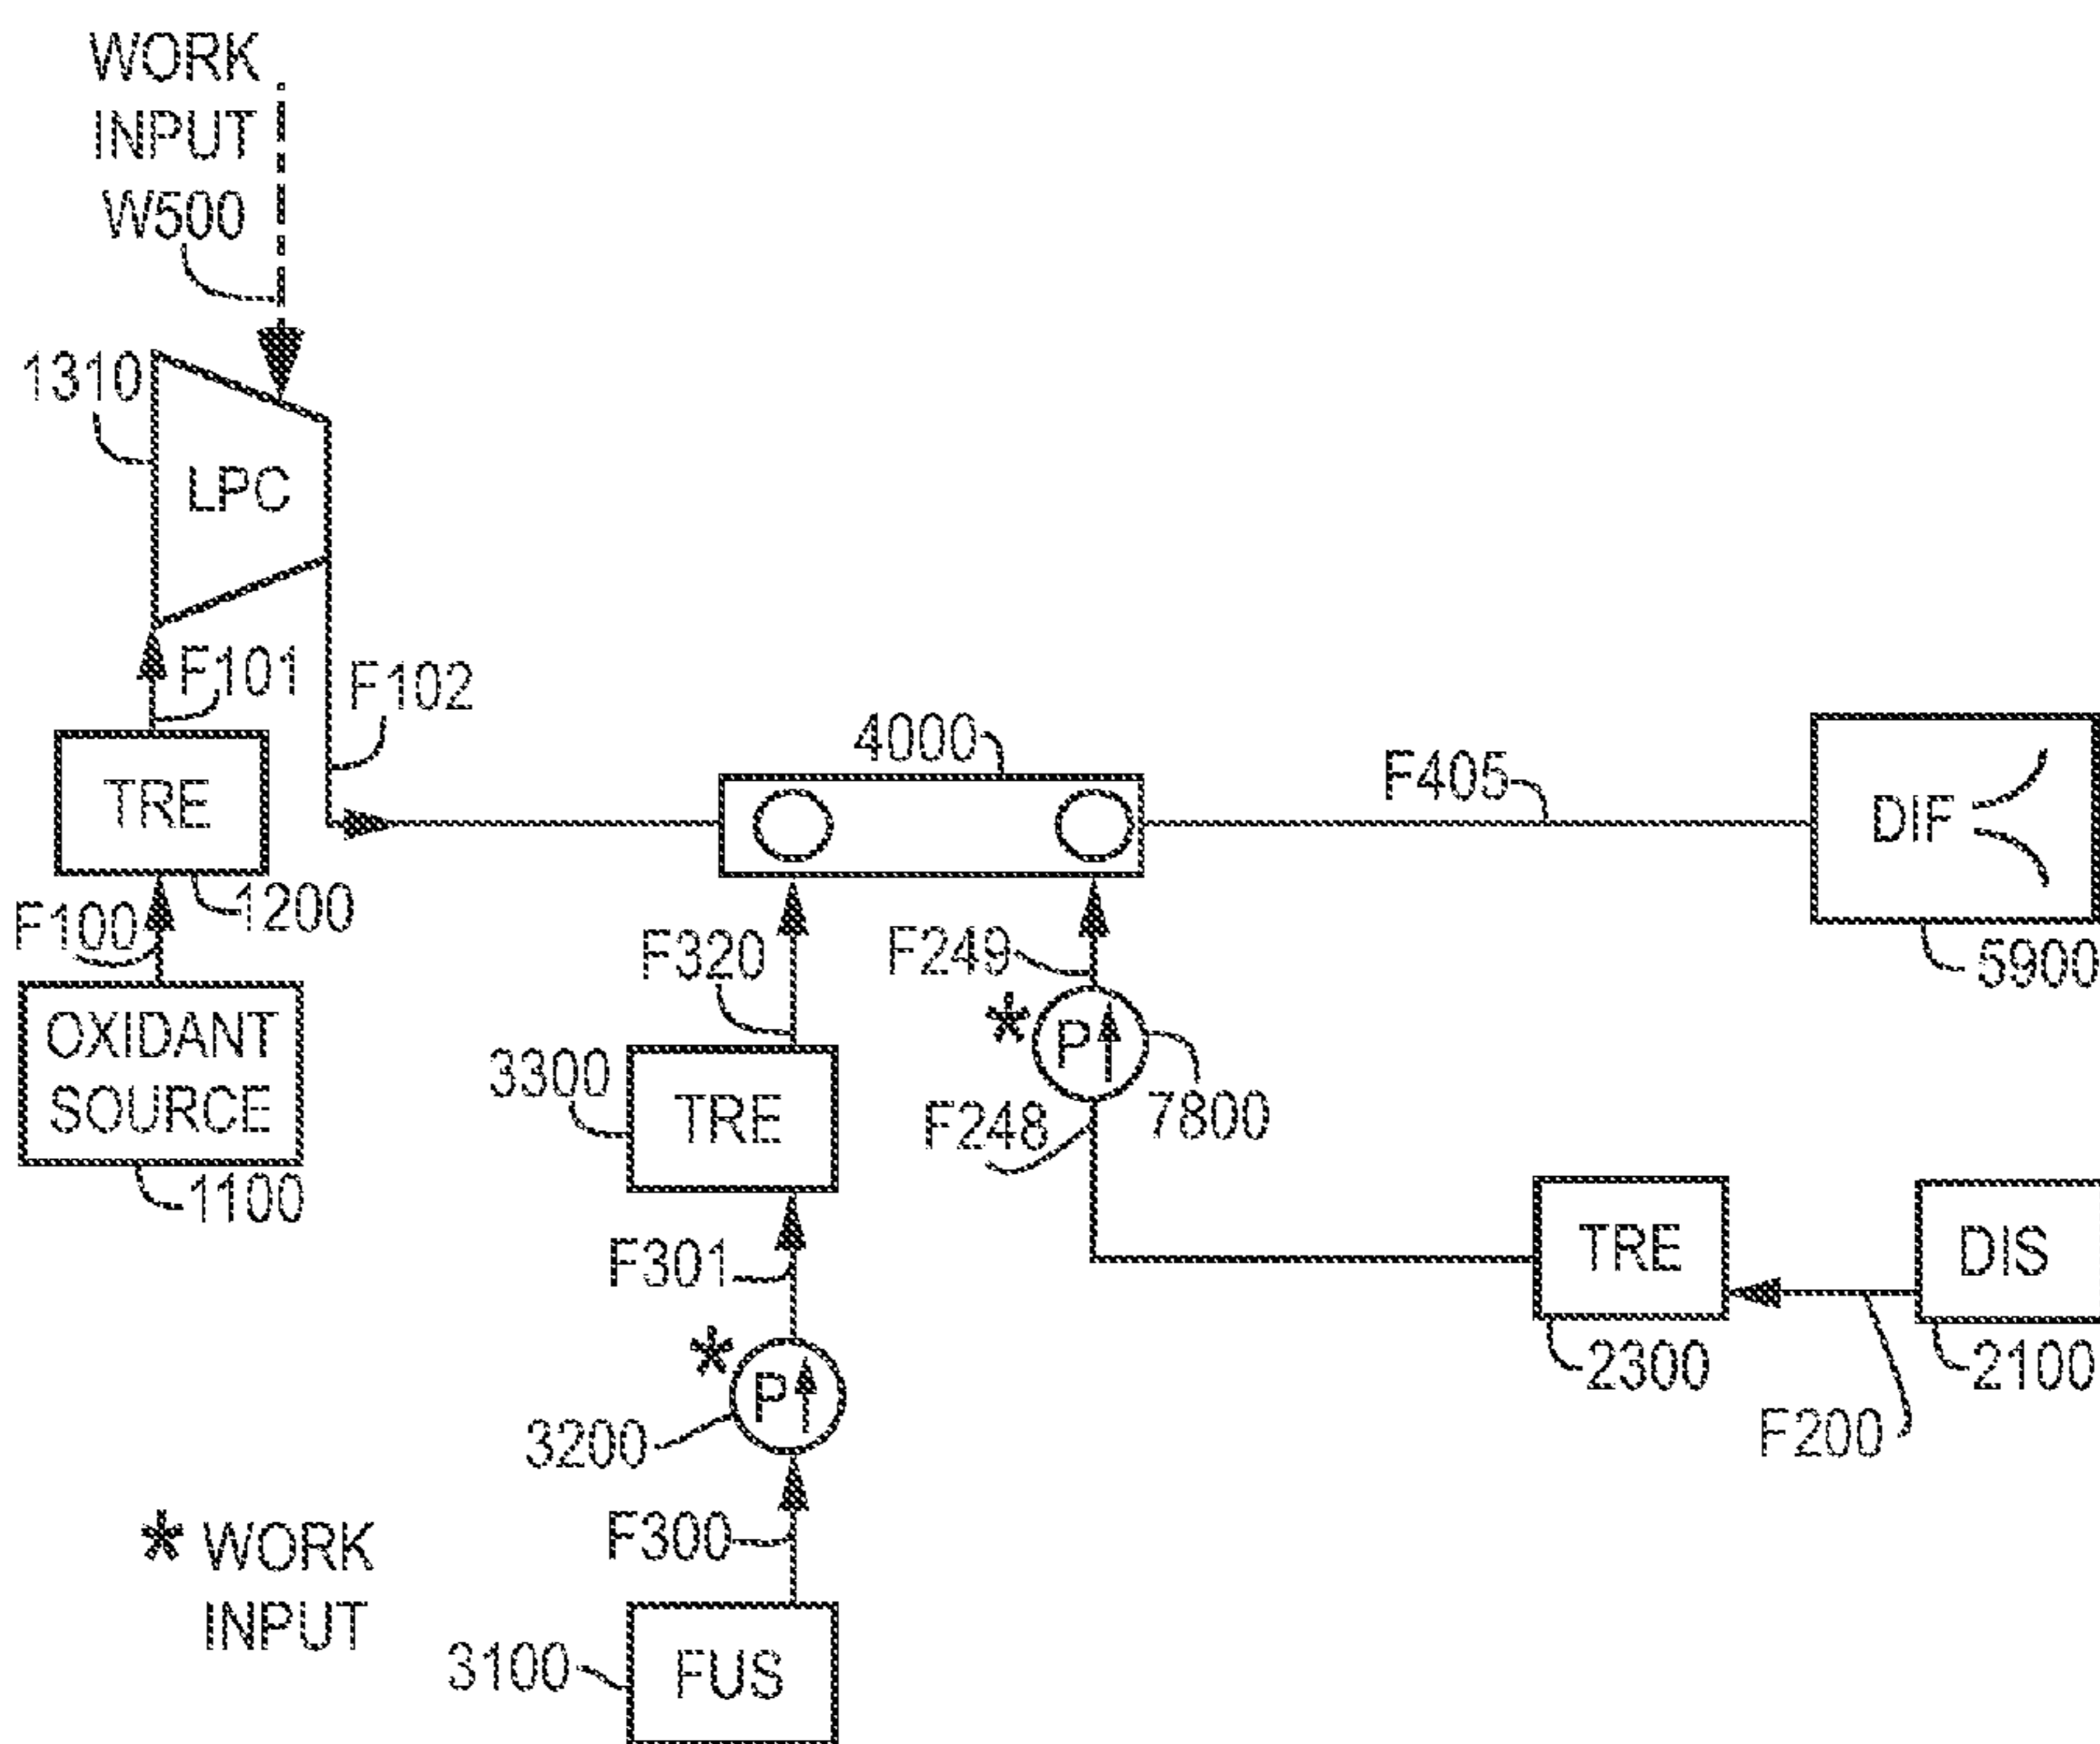 WORK
INPUT
W500
1310
LPC
F101
F102
TRE
1200
F100
OXIDANT
SOURCE
1100
4000
F405
DIF
5900
F320
F249
* P
7800
F248
3300
TRE
F301
* P
3200
F300
3100
FUS
TRE
2300
DIS
2100
F200
* WORK
INPUT